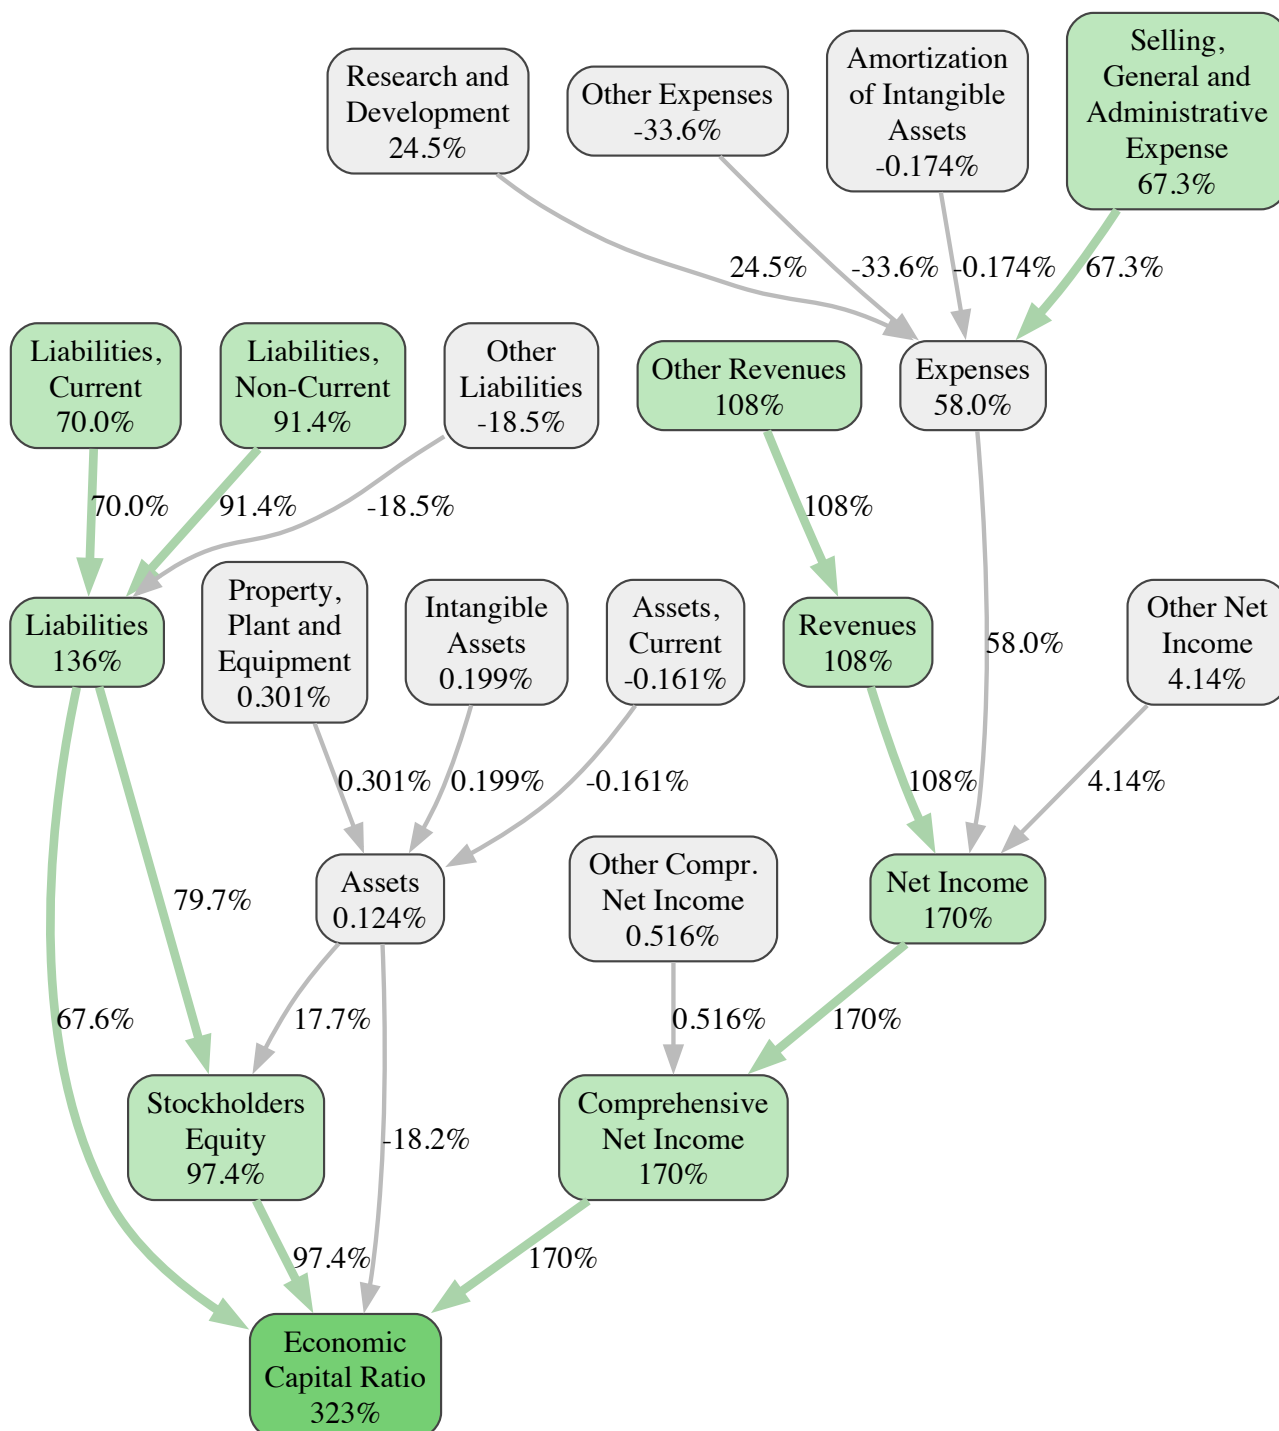 Research and
Development
24.5%
Other Expenses
-33.6%
Amortization
of Intangible
Assets
-0.174%
Selling,
General and
Administrative
Expense
67.3%
24.5%
-33.6%
-0.174%
67.3%
Liabilities,
Current
70.0%
Liabilities,
Non-Current
91.4%
Other
Liabilities
-18.5%
Other Revenues
108%
Expenses
58.0%
70.0%
91.4%
-18.5%
108%
Liabilities
136%
Property,
Plant and
Equipment
0.301%
Intangible
Assets
0.199%
Assets,
Current
-0.161%
Revenues
108%
58.0%
Other Net
Income
4.14%
0.301%
0.199%
-0.161%
108%
4.14%
79.7%
Assets
0.124%
Other Compr.
Net Income
0.516%
Net Income
170%
67.6%
17.7%
0.516%
170%
Stockholders
Equity
97.4%
-18.2%
Comprehensive
Net Income
170%
97.4%
170%
Economic
Capital Ratio
323%